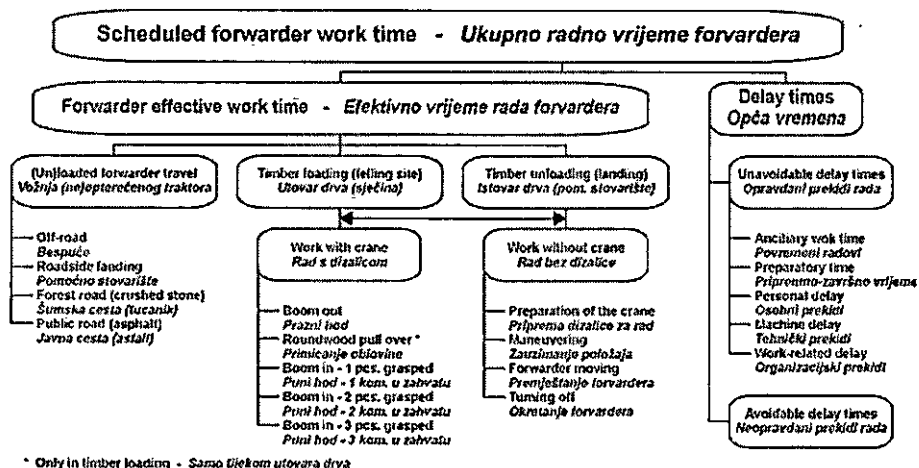 Scheduled forwarder work time - Ukupno radno vrijeme forvardera
Forwarder effective work time - Efektivno vrijeme rada forvardera
Delay times
Opća vremena
(Un)loaded forwarder travel
Vožnja (ne)opterećenog traktora
Timber loading (felling site)
Utovar drva (sječina)
Timber unloading (landing)
Istovar drva (pom. stovarište)
Unavoidable delay times
Opravdani prekidi rada
Off-road
Bespuće
Roadside landing
Pomoćno stovarište
Forest road (crushed stone)
Šumska cesta (tucanik)
Public road (asphalt)
Javna cesta (asfalt)
Work with crane
Rad s dizalicom
Work without crane
Rad bez dizalice
Boom out
Prazni hod
Roundwood pull over *
Primicanje oblovine
Boom in - 1 pcs. grasped
Puni hod - 1 kom. u zahvatu
Boom in - 2 pcs. grasped
Puni hod - 2 kom. u zahvatu
Boom in - 3 pcs. grasped
Puni hod - 3 kom. u zahvatu
Preparation of the crane
Priprema dizalice za rad
Maneuvering
Zauzimanje položaja
Forwarder moving
Premještanje forvardera
Turning off
Okretanje forvardera
Ancillary wok time
Povremeni radovi
Preparatory time
Pripremno-završno vrijeme
Personal delay
Osobni prekidi
Machine delay
Tehnički prekidi
Work-related delay
Organizacijski prekidi
Avoidable delay times
Neopravdani prekidi rada
* Only in timber loading - Samo tijekom utovara drva